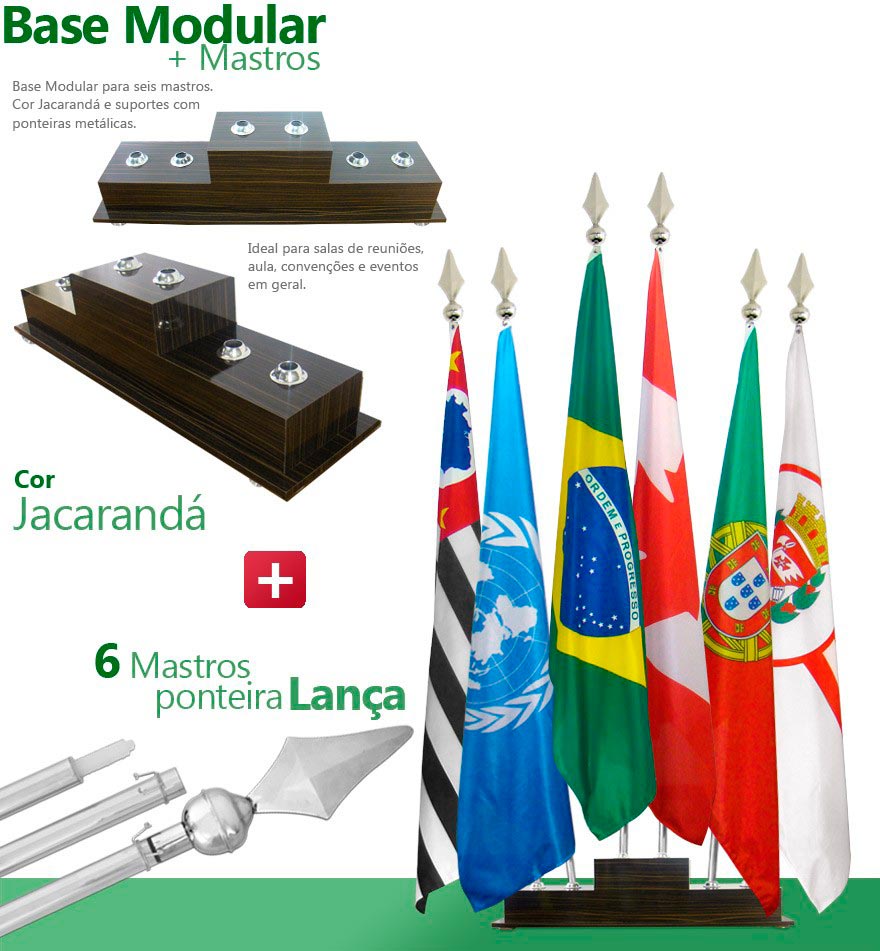 Base Modular
+ Mastros
Base Modular para seis mastros.
Cor Jacarandá e suportes com
ponteiras metálicas.
Ideal para salas de reuniões,
aula, convenções e eventos
em geral.
Cor
Jacarandá
6 Mastros
ponteira Lança
ORDEM E PROGRESSO